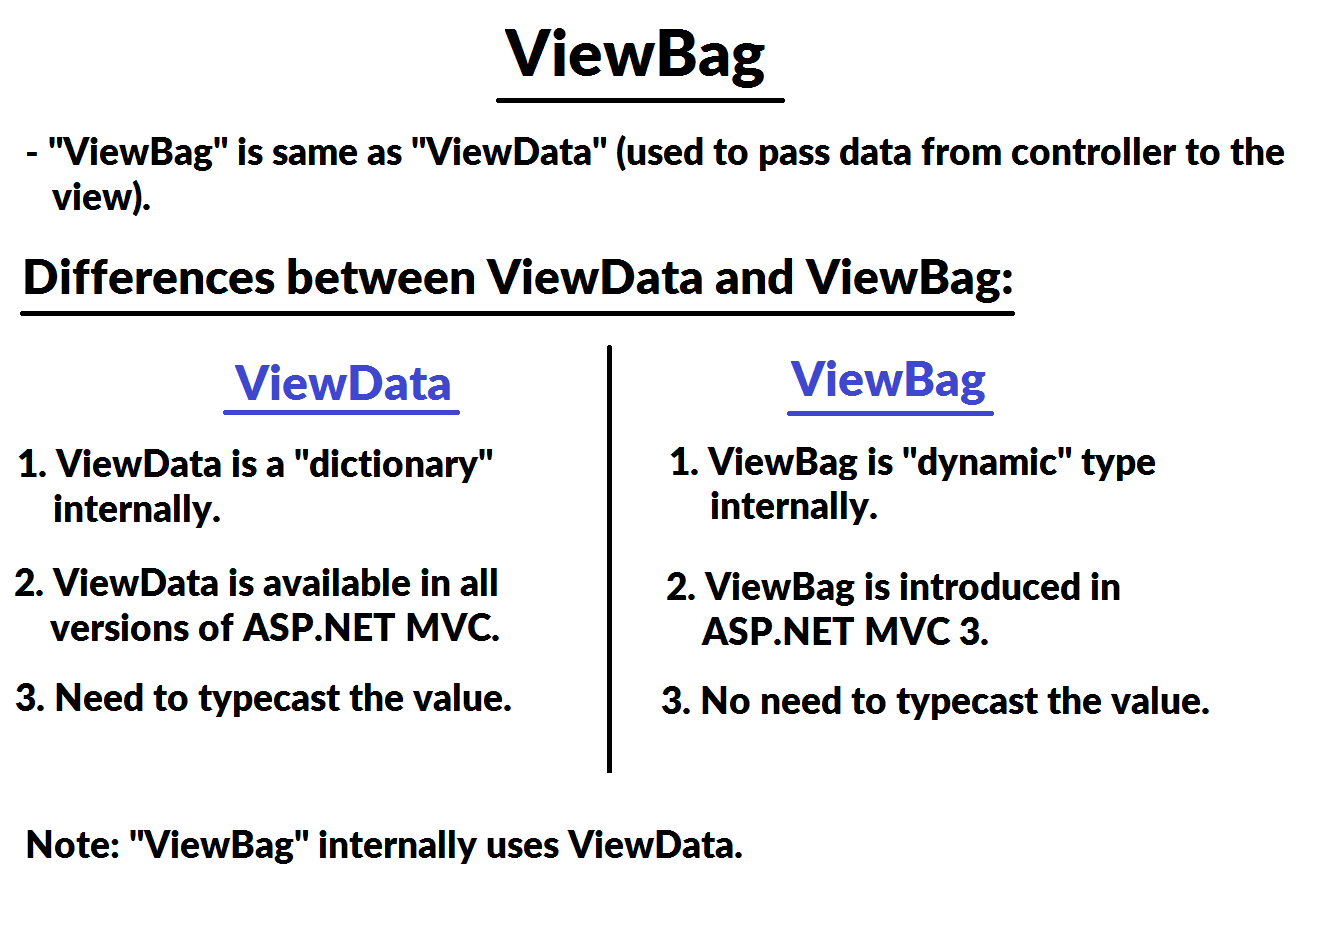 ViewBag
- "ViewBag" is same as "ViewData" (used to pass data from controller to the
view).
Differences between ViewData and ViewBag:
ViewData
1. ViewData is a "dictionary"
internally.
2. ViewData is available in all
versions of ASP.NET MVC.
3. Need to typecast the value.
ViewBag
1. ViewBag is "dynamic" type
internally.
2. ViewBag is introduced in
ASP.NET MVC 3.
3. No need to typecast the value.
Note: "ViewBag" internally uses ViewData.